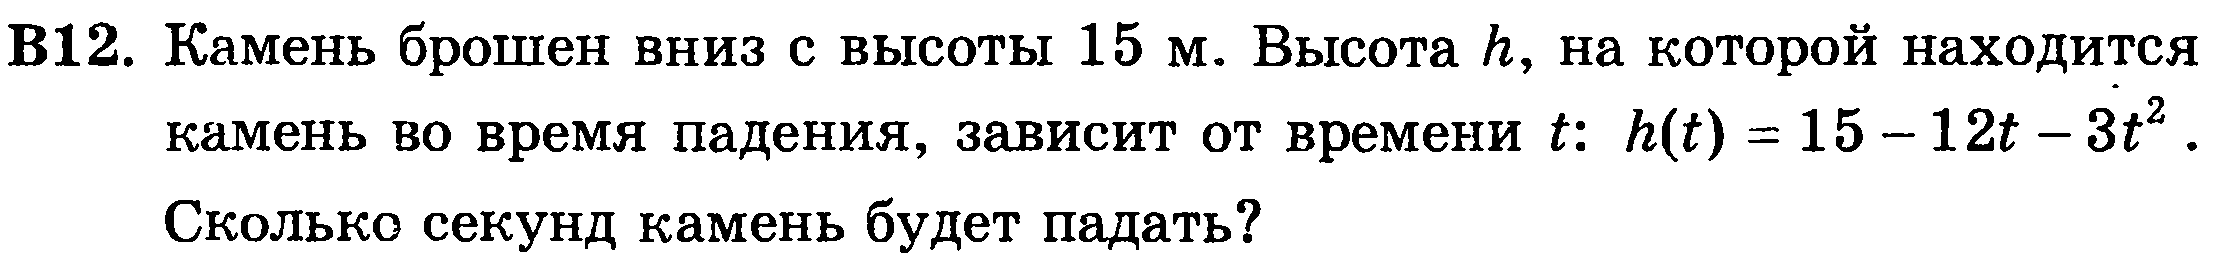 В12. Камень брошен вниз с высоты 15 м. Высота h, на которой находится
камень во время падения, зависит от времени t: h(t) = 15 – 12t – 3t² .
Сколько секунд камень будет падать?